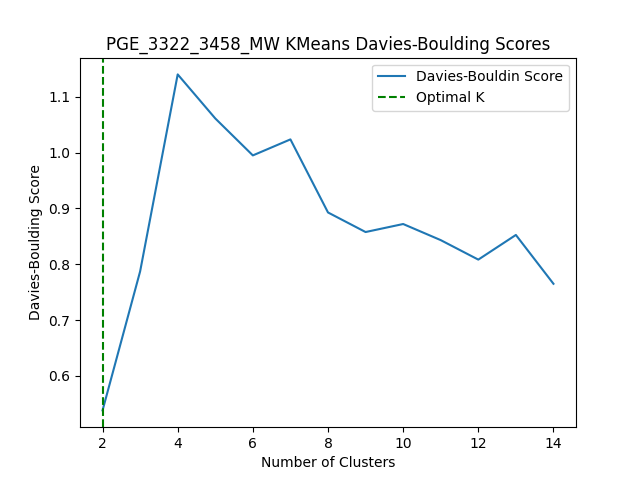 PGE_3322_3458_MW KMeans Davies-Boulding Scores
Davies-Bouldin Score
Optimal K
Davies-Boulding Score
1.1
1.0
0.9
0.8
0.7
0.6
2 4 6 8 10 12 14
Number of Clusters